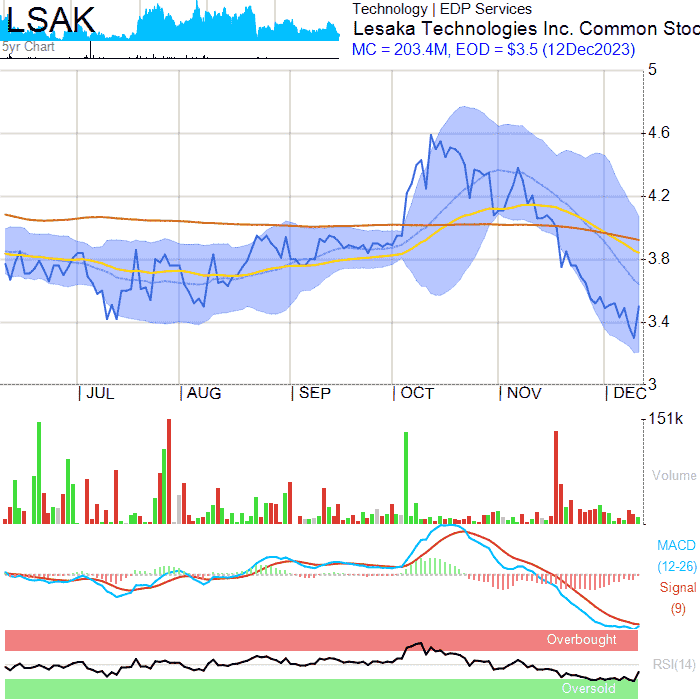 LSAK
5yr Chart
Technology | EDP Services
Lesaka Technologies Inc. Common Stoc
MC = 203.4M, EOD = $3.5 (12Dec2023)
5
4.6
4.2
3.8
3.4
3
| JUL | AUG | SEP | OCT | NOV | DEC
151k
Volume
MACD
(12-26)
Signal
(9)
Overbought
RSI(14)
Oversold